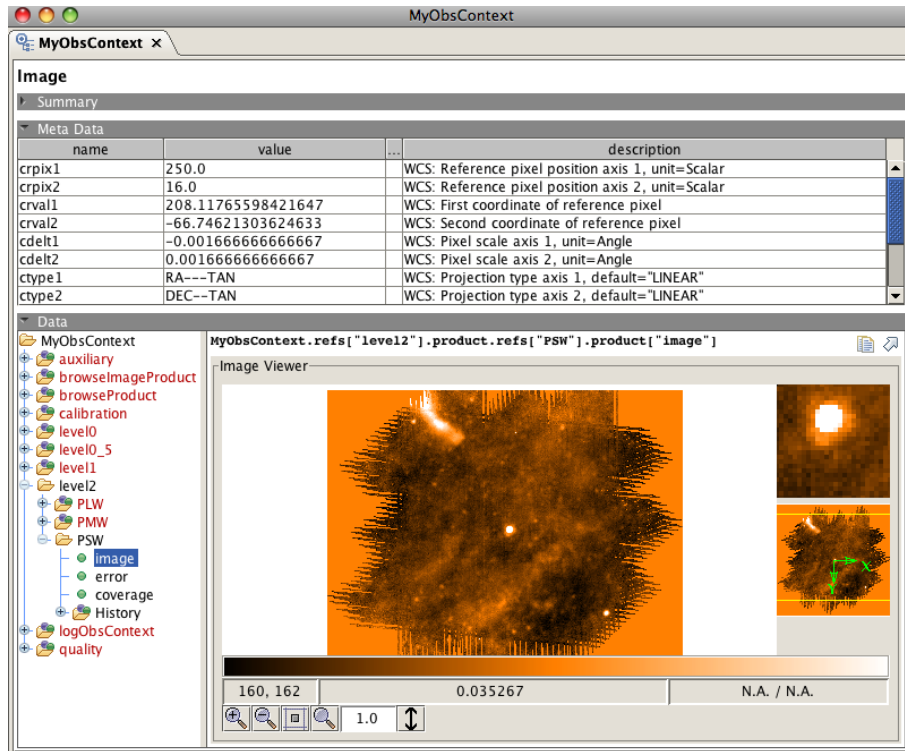 MyObsContext
MyObsContext ×
Image
Summary
Meta Data
name value ... description
crpix1 250.0 WCS: Reference pixel position axis 1, unit=Scalar
crpix2 16.0 WCS: Reference pixel position axis 2, unit=Scalar
crval1 208.11765598421647 WCS: First coordinate of reference pixel
crval2 -66.74621303624633 WCS: Second coordinate of reference pixel
cdelt1 -0.001666666666667 WCS: Pixel scale axis 1, unit=Angle
cdelt2 0.001666666666667 WCS: Pixel scale axis 2, unit=Angle
ctype1 RA---TAN WCS: Projection type axis 1, default="LINEAR"
ctype2 DEC--TAN WCS: Projection type axis 2, default="LINEAR"
Data
MyObsContext
auxiliary
browseImageProduct
browseProduct
calibration
level0
level0_5
level1
level2
PLW
PMW
PSW
image
error
coverage
History
logObsContext
quality
MyObsContext.refs["level2"].product.refs["PSW"].product["image"]
Image Viewer
X
Y
160, 162 0.035267 N.A. / N.A.
1.0